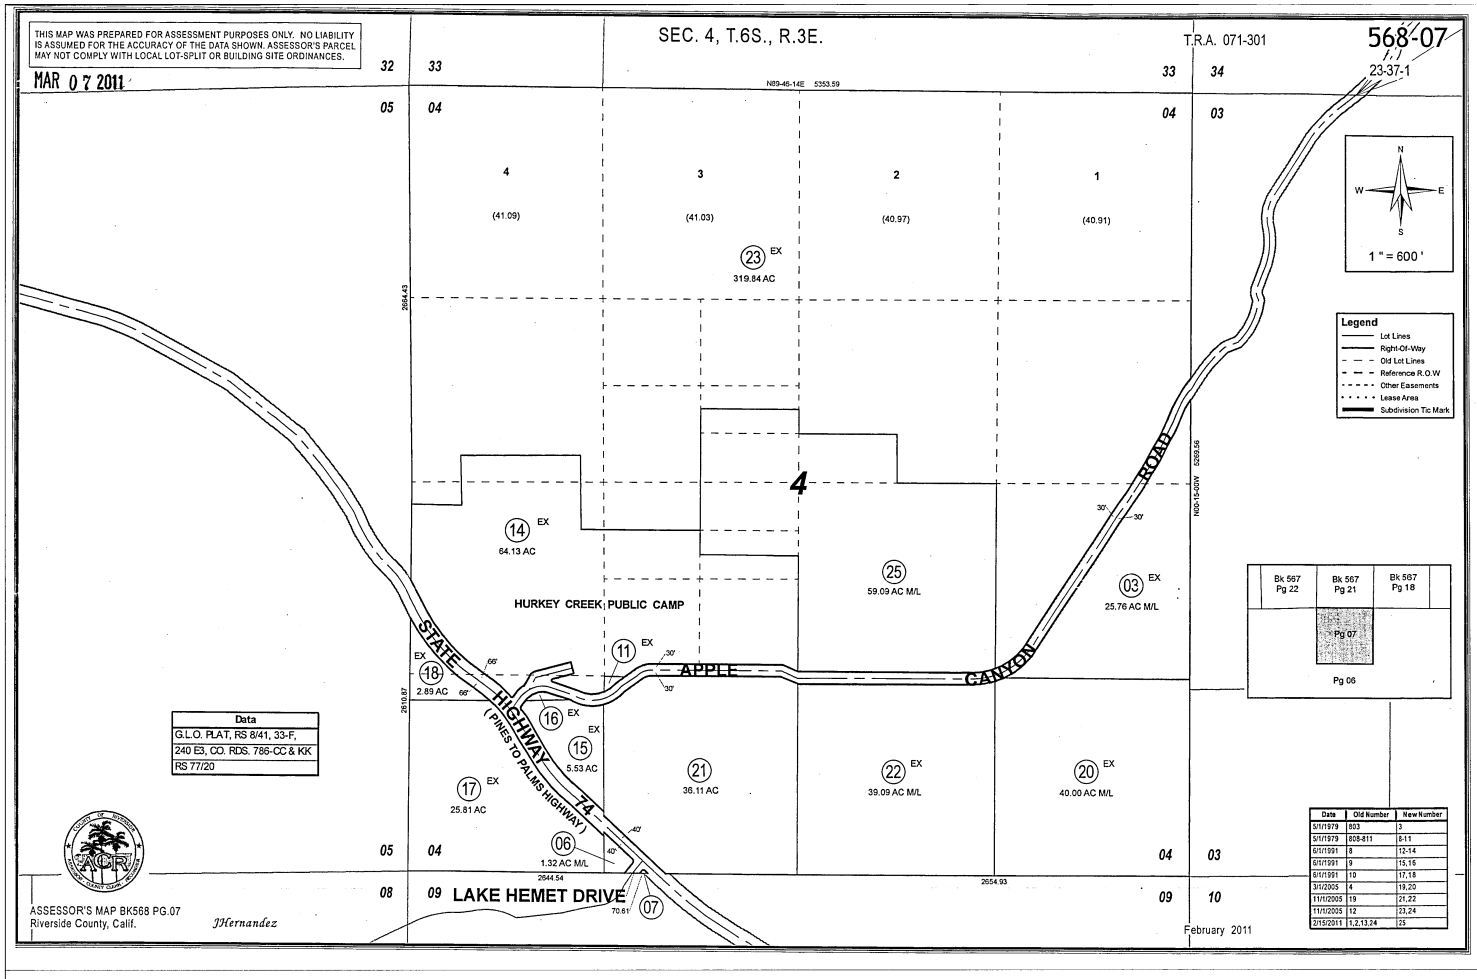 THIS MAP WAS PREPARED FOR ASSESSMENT PURPOSES ONLY. NO LIABILITY
IS ASSUMED FOR THE ACCURACY OF THE DATA SHOWN. ASSESSOR'S PARCEL
MAY NOT COMPLY WITH LOCAL LOT-SPLIT OR BUILDING SITE ORDINANCES.
MAR 07 2011
SEC. 4, T.6S., R.3E.
T.R.A. 071-301
568-07
23-37-1
32 33
33 34
N89-46-14E 5353.59
05 04
04 03
4
3
2
1
(41.09)
(41.03)
(40.97)
(40.91)
23 EX
319.84 AC
2664.43
N
W E
S
1" = 600'
Legend
Lot Lines
Right-Of-Way
Old Lot Lines
Reference R.O.W
Other Easements
Lease Area
Subdivision Tic Mark
4
ROAD
N00-15-00W 5269.56
30'
30'
14 EX
64.13 AC
25
59.09 AC M/L
03 EX
25.76 AC M/L
HURKEY CREEK PUBLIC CAMP
Bk 567
Pg 22
Bk 567
Pg 21
Bk 567
Pg 18
Pg 07
Pg 06
STATE
HIGHWAY
74
(PINES TO PALMS HIGHWAY)
66'
66'
EX
18
2.89 AC
2610.87
11 EX
30'
30'
APPLE
CANYON
16 EX
15 EX
5.53 AC
17 EX
25.81 AC
21
36.11 AC
22 EX
39.09 AC M/L
20 EX
40.00 AC M/L
Data
G.L.O. PLAT, RS 8/41, 33-F,
240 E3, CO. RDS. 786-CC & KK
RS 77/20
40'
40'
06
1.32 AC M/L
COUNTY OF RIVERSIDE
ACR
05 04
04 03
2644.54
2654.93
08 09
09 10
LAKE HEMET DRIVE
70.61
07
Date Old Number New Number
5/1/1979 803 3
5/1/1979 808-811 8-11
6/1/1991 8 12-14
6/1/1991 9 15,16
6/1/1991 10 17,18
3/1/2005 4 19,20
11/1/2005 19 21,22
11/1/2005 12 23,24
2/15/2011 1,2,13,24 25
ASSESSOR'S MAP BK568 PG.07
Riverside County, Calif.
JHernandez
February 2011